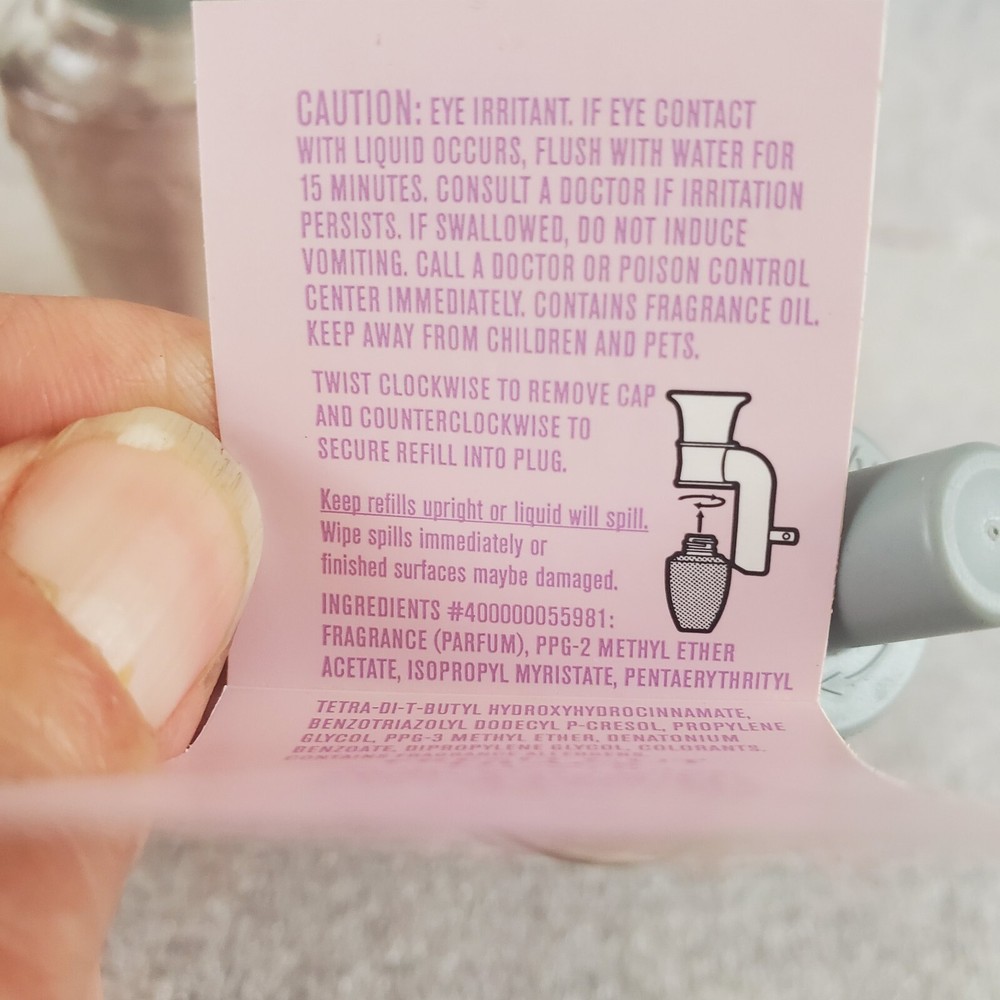 CAUTION: EYE IRRITANT. IF EYE CONTACT
WITH LIQUID OCCURS, FLUSH WITH WATER FOR
15 MINUTES. CONSULT A DOCTOR IF IRRITATION
PERSISTS. IF SWALLOWED, DO NOT INDUCE
VOMITING. CALL A DOCTOR OR POISON CONTROL
CENTER IMMEDIATELY. CONTAINS FRAGRANCE OIL.
KEEP AWAY FROM CHILDREN AND PETS.
TWIST CLOCKWISE TO REMOVE CAP
AND COUNTERCLOCKWISE TO
SECURE REFILL INTO PLUG.
Keep refills upright or liquid will spill.
Wipe spills immediately or
finished surfaces maybe damaged.
INGREDIENTS #400000055981:
FRAGRANCE (PARFUM), PPG-2 METHYL ETHER
ACETATE, ISOPROPYL MYRISTATE, PENTAERYTHRITYL
TETRA-DI-T-BUTYL HYDROXYHYDROCINNAMATE,
BENZOTRIAZOLYL DODECYL P-CRESOL, PROPYLENE
GLYCOL, PPG-3 METHYL ETHER, DENATONIUM
BENZOATE, DIPROPYLENE GLYCOL, COLORANTS.